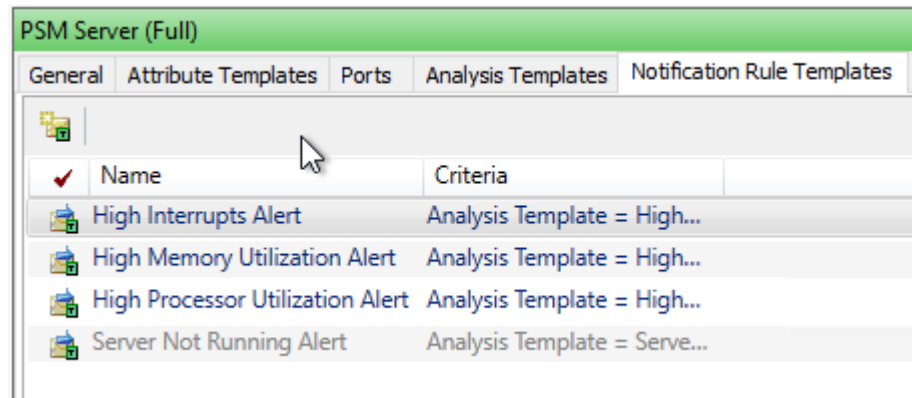 PSM Server (Full)
General Attribute Templates Ports Analysis Templates Notification Rule Templates
Name Criteria
High Interrupts Alert Analysis Template = High...
High Memory Utilization Alert Analysis Template = High...
High Processor Utilization Alert Analysis Template = High...
Server Not Running Alert Analysis Template = Serve...